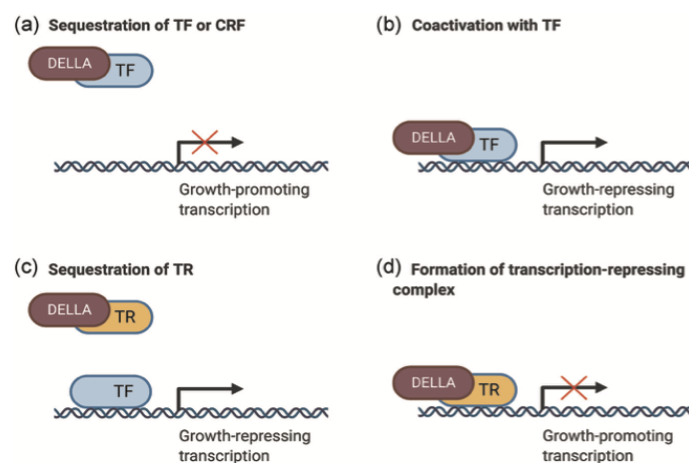 (a) Sequestration of TF or CRF
DELLA TF
Growth-promoting
transcription
(b) Coactivation with TF
DELLA TF
Growth-repressing
transcription
(c) Sequestration of TR
DELLA TR
TF
Growth-repressing
transcription
(d) Formation of transcription-repressing
complex
DELLA TR
Growth-promoting
transcription